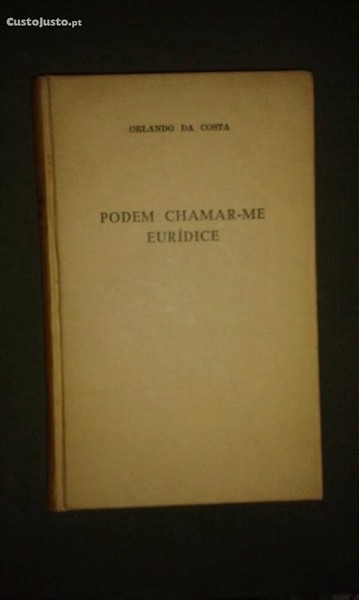 CustoJusto.pt
ORLANDO DA COSTA
PODEM CHAMAR-ME
EURÍDICE